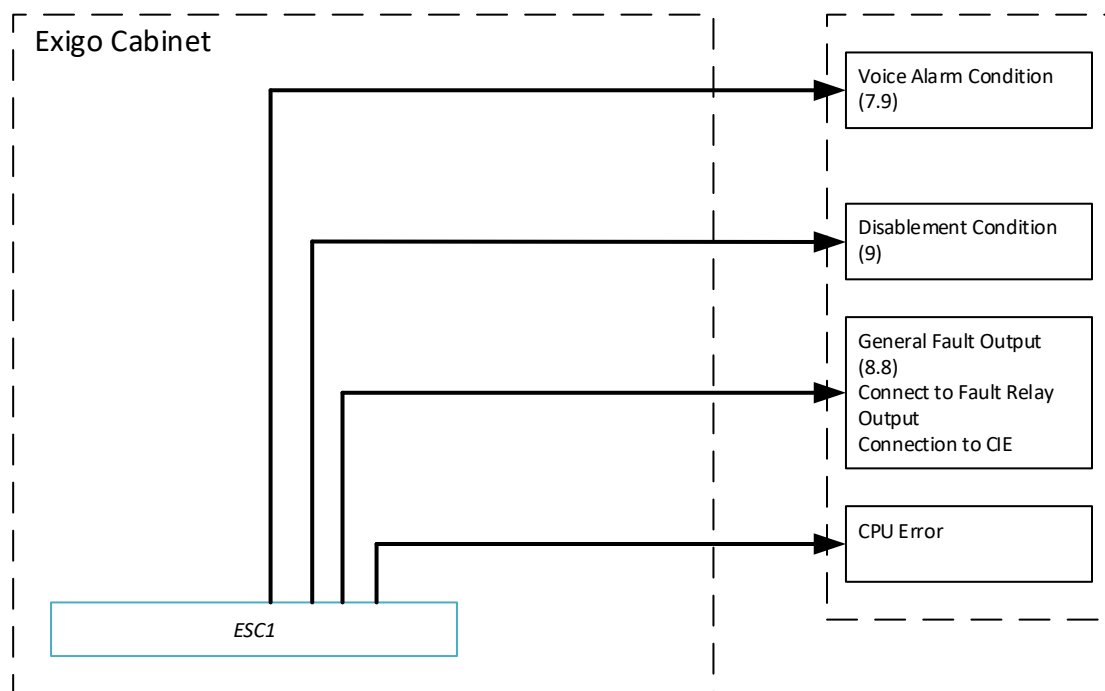 Exigo Cabinet
Voice Alarm Condition
(7.9)
Disablement Condition
(9)
General Fault Output
(8.8)
Connect to Fault Relay
Output
Connection to CIE
CPU Error
ESC1